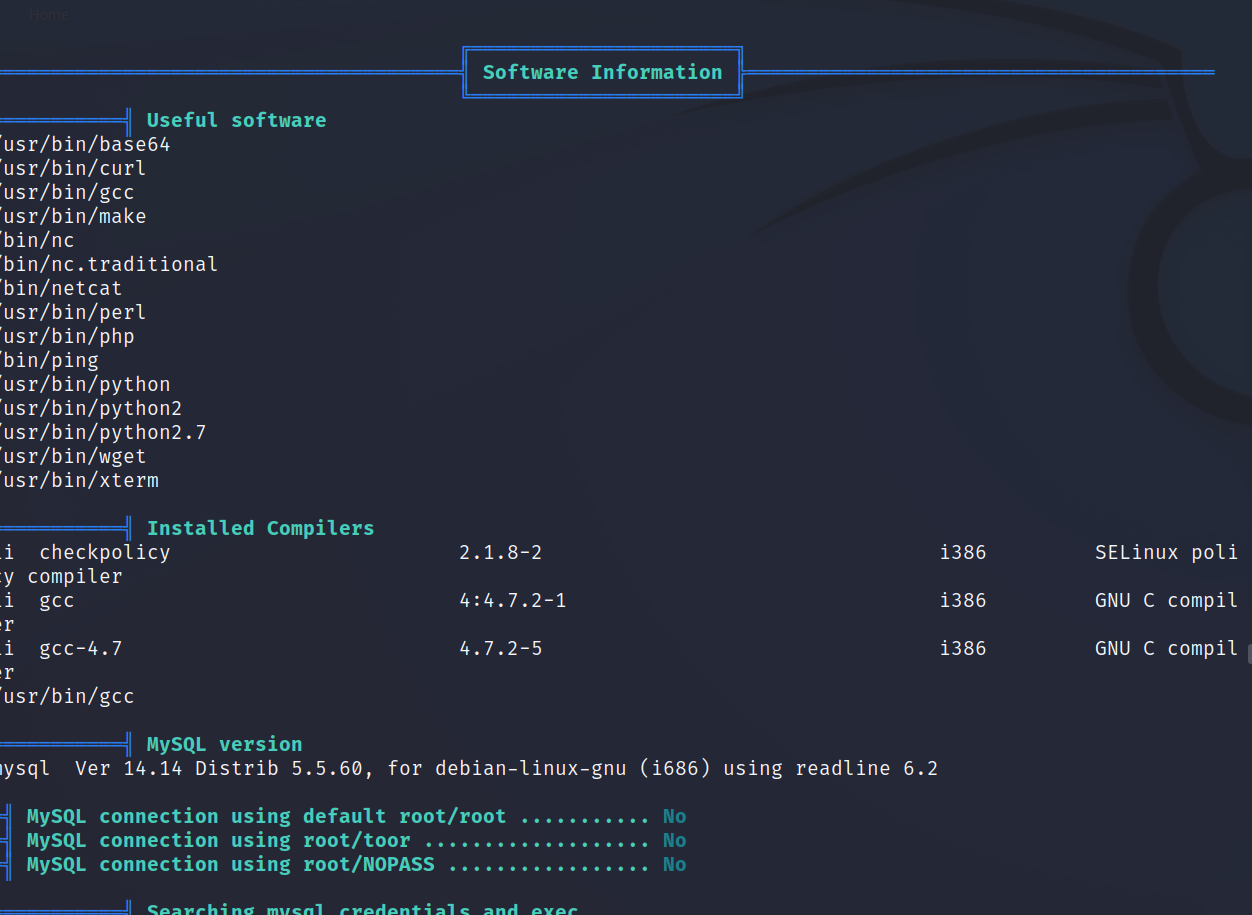 Home
Software Information
Useful software
/usr/bin/base64
/usr/bin/curl
/usr/bin/gcc
/usr/bin/make
/bin/nc
/bin/nc.traditional
/bin/netcat
/usr/bin/perl
/usr/bin/php
/bin/ping
/usr/bin/python
/usr/bin/python2
/usr/bin/python2.7
/usr/bin/wget
/usr/bin/xterm
Installed Compilers
ii checkpolicy 2.1.8-2 i386 SELinux poli
cy compiler
ii gcc 4:4.7.2-1 i386 GNU C compil
er
ii gcc-4.7 4.7.2-5 i386 GNU C compil
er
/usr/bin/gcc
MySQL version
mysql Ver 14.14 Distrib 5.5.60, for debian-linux-gnu (i686) using readline 6.2
MySQL connection using default root/root ........... No
MySQL connection using root/toor ................... No
MySQL connection using root/NOPASS ................. No
Searching mysql credentials and exec